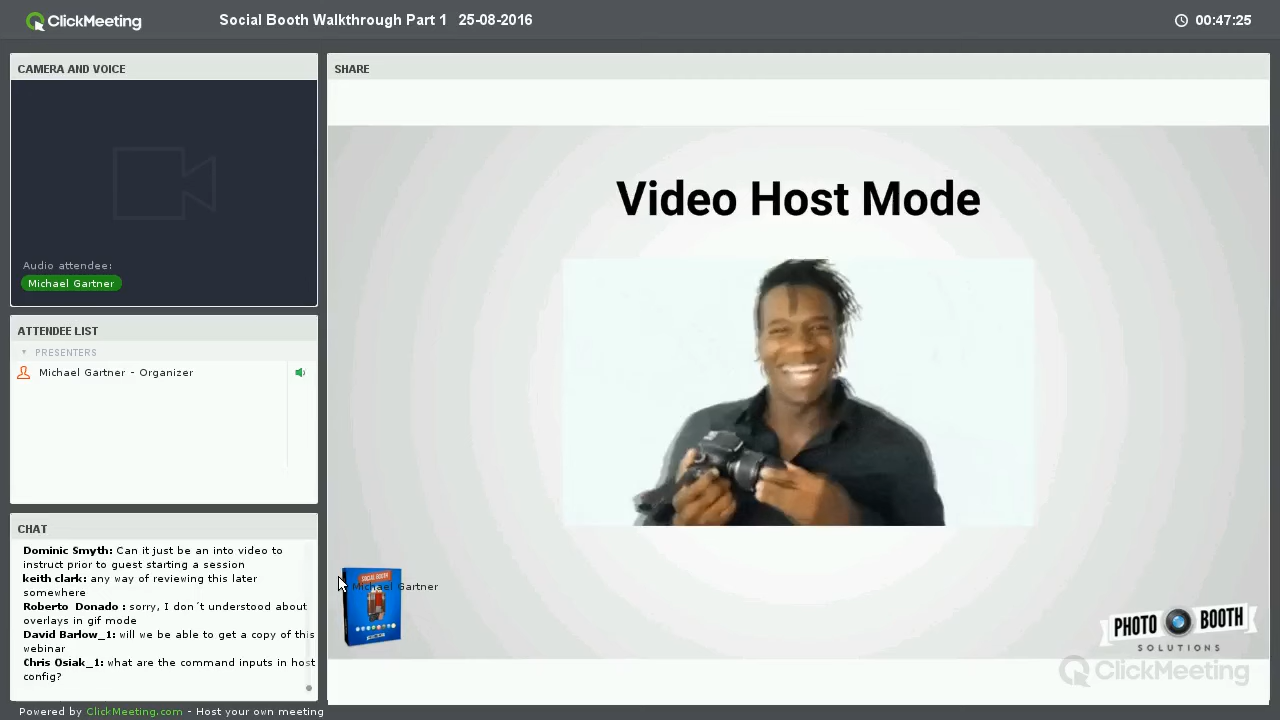 ClickMeeting
Social Booth Walkthrough Part 1 25-08-2016
00:47:25
CAMERA AND VOICE
Audio attendee:
Michael Gartner
ATTENDEE LIST
PRESENTERS
Michael Gartner - Organizer
CHAT
Dominic Smyth: Can it just be an into video to
instruct prior to guest starting a session
keith clark: any way of reviewing this later
somewhere
Roberto Donado : sorry, I don´t understood about
overlays in gif mode
David Barlow_1: will we be able to get a copy of this
webinar
Chris Osiak_1: what are the command inputs in host
config?
SHARE
Video Host Mode
SOCIAL BOOTH
Michael Gartner
PHOTO BOOTH
SOLUTIONS
ClickMeeting
Powered by ClickMeeting.com - Host your own meeting